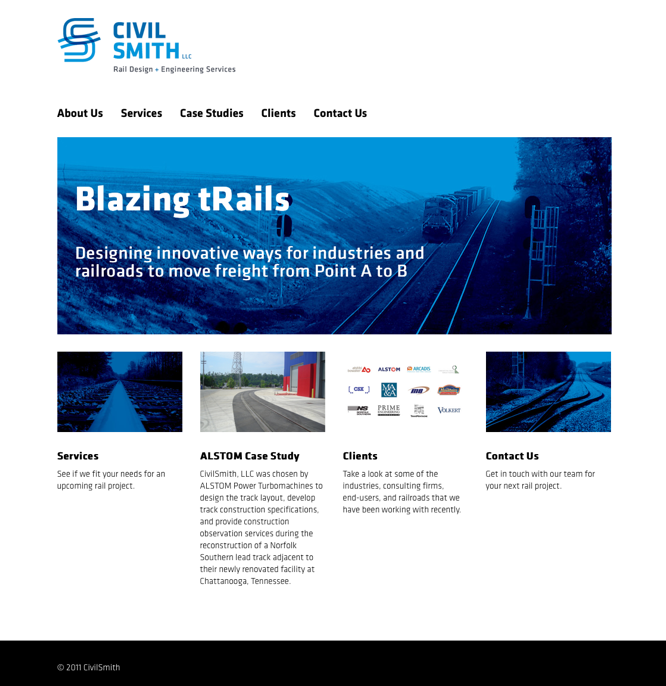 CIVIL
SMITH LLC
Rail Design + Engineering Services
About Us Services Case Studies Clients Contact Us
Blazing tRails
Designing innovative ways for industries and
railroads to move freight from Point A to B
ALSTOM ARCADIS
CSX
NS PRIME VOLKERT
Services
See if we fit your needs for an
upcoming rail project.
ALSTOM Case Study
CivilSmith, LLC was chosen by
ALSTOM Power Turbomachines to
design the track layout, develop
track construction specifications,
and provide construction
observation services during the
reconstruction of a Norfolk
Southern lead track adjacent to
their newly renovated facility at
Chattanooga, Tennessee.
Clients
Take a look at some of the
industries, consulting firms,
end-users, and railroads that we
have been working with recently.
Contact Us
Get in touch with our team for
your next rail project.
© 2011 CivilSmith